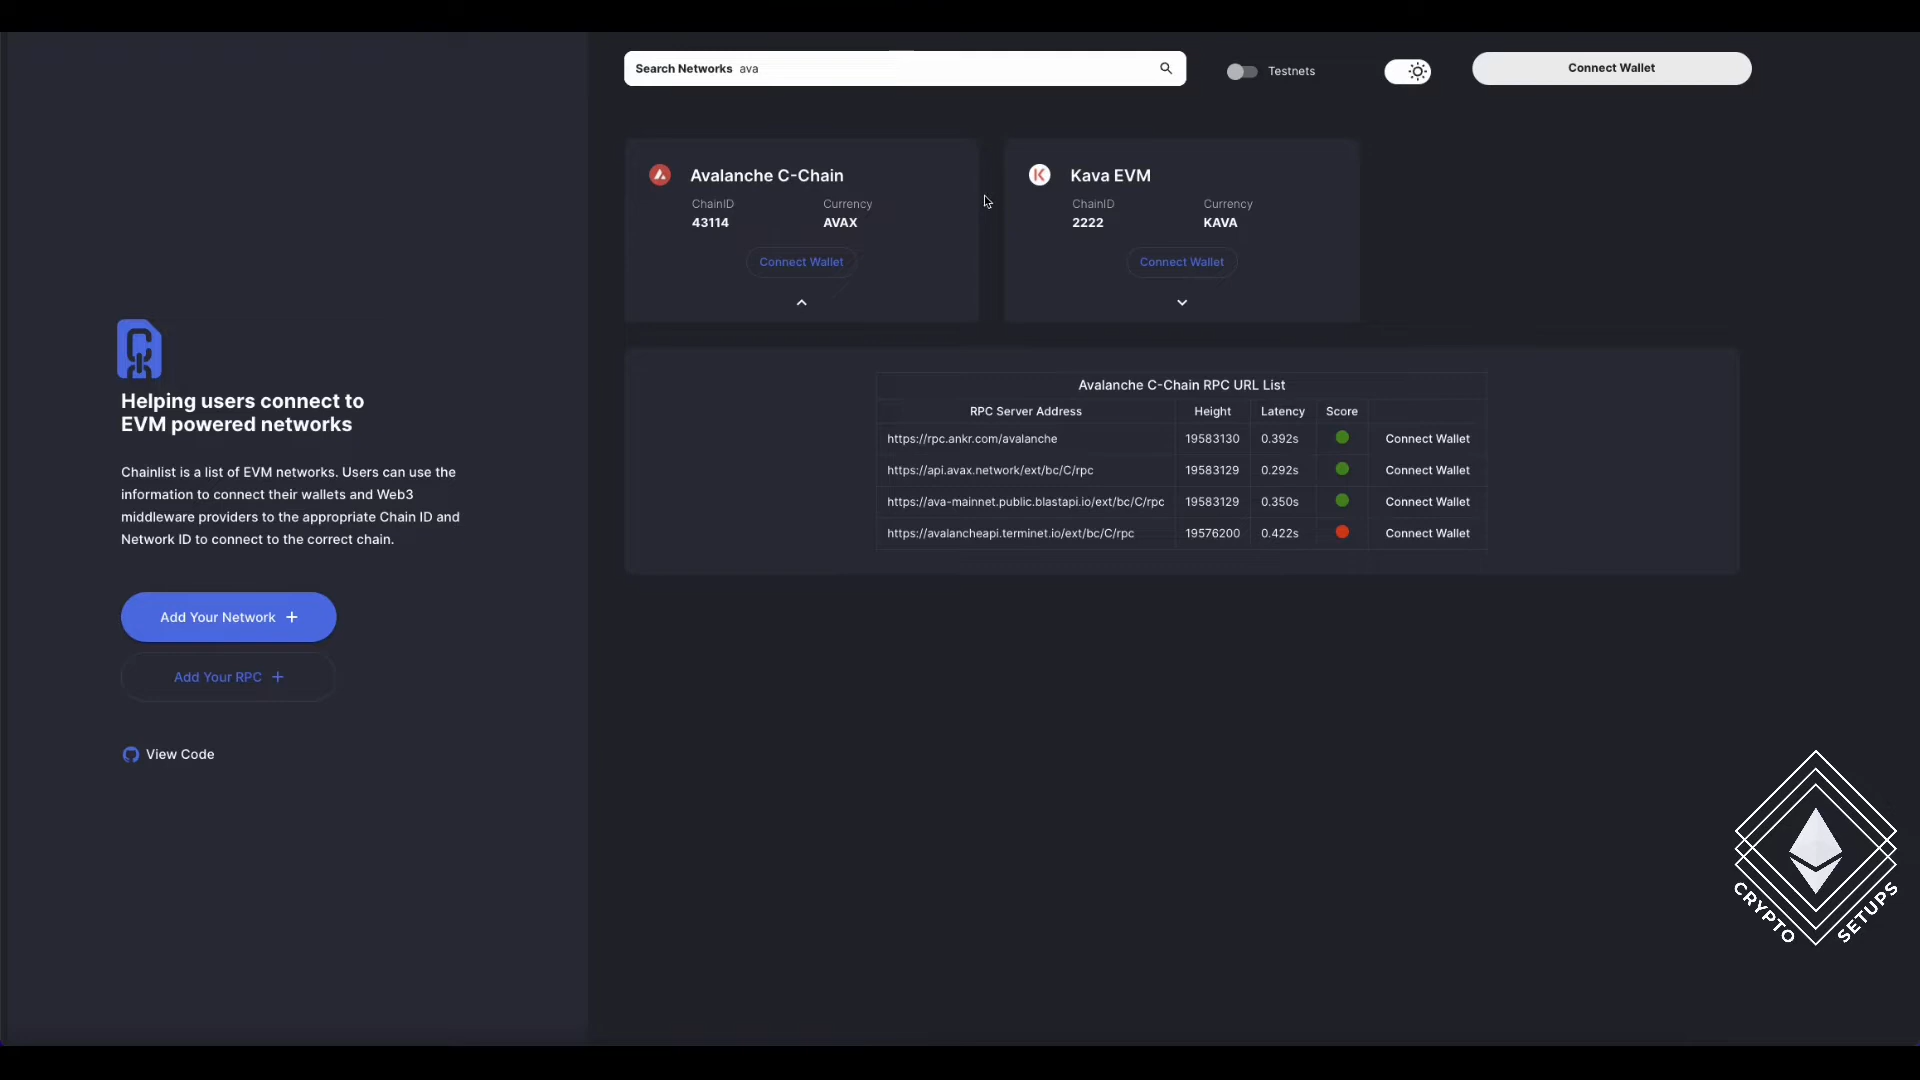 Search Networks ava
Testnets
Connect Wallet
Avalanche C-Chain
ChainID
Currency
43114
AVAX
Connect Wallet
Kava EVM
ChainID
Currency
2222
KAVA
Connect Wallet
Helping users connect to
EVM powered networks
Chainlist is a list of EVM networks. Users can use the
information to connect their wallets and Web3
middleware providers to the appropriate Chain ID and
Network ID to connect to the correct chain.
Add Your Network +
Add Your RPC +
View Code
Avalanche C-Chain RPC URL List
RPC Server Address Height Latency Score
https://rpc.ankr.com/avalanche 19583130 0.392s Connect Wallet
https://api.avax.network/ext/bc/C/rpc 19583129 0.292s Connect Wallet
https://ava-mainnet.public.blastapi.io/ext/bc/C/rpc 19583129 0.350s Connect Wallet
https://avalancheapi.terminet.io/ext/bc/C/rpc 19576200 0.422s Connect Wallet
CRYPTO SETUPS